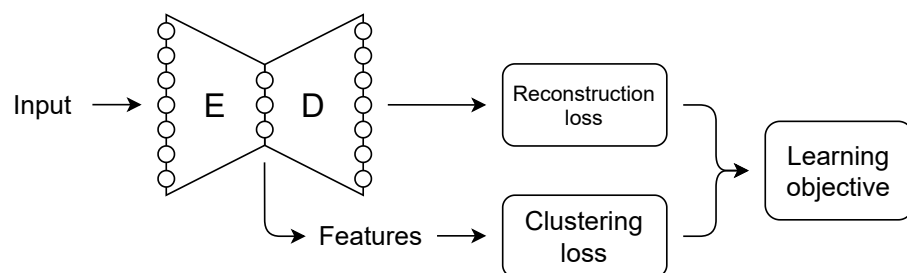 Input
E
D
Reconstruction
loss
Learning
objective
Features
Clustering
loss